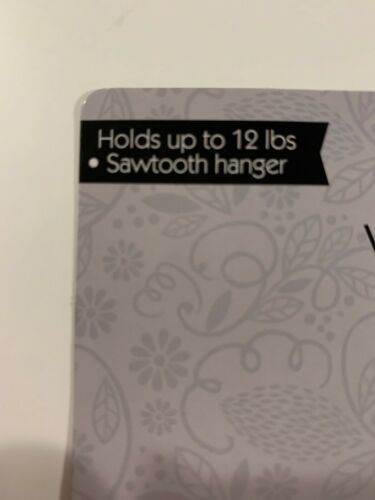 Holds up to 12 lbs
• Sawtooth hanger